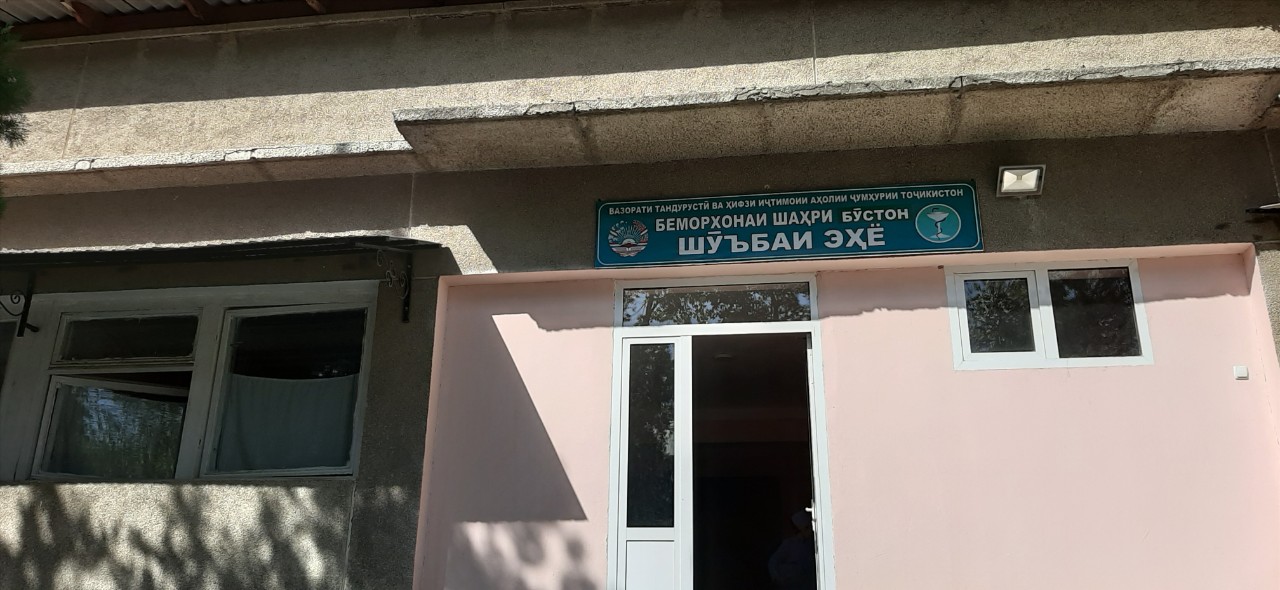 ВАЗОРАТИ ТАНДУРУСТӢ ВА ҲИФЗИ ИҶТИМОИИ АҲОЛИИ ҶУМҲУРИИ ТОҶИКИСТОН
БЕМОРХОНАИ ШАҲРИ БӮСТОН
ШӮЪБАИ ЭҲЁ